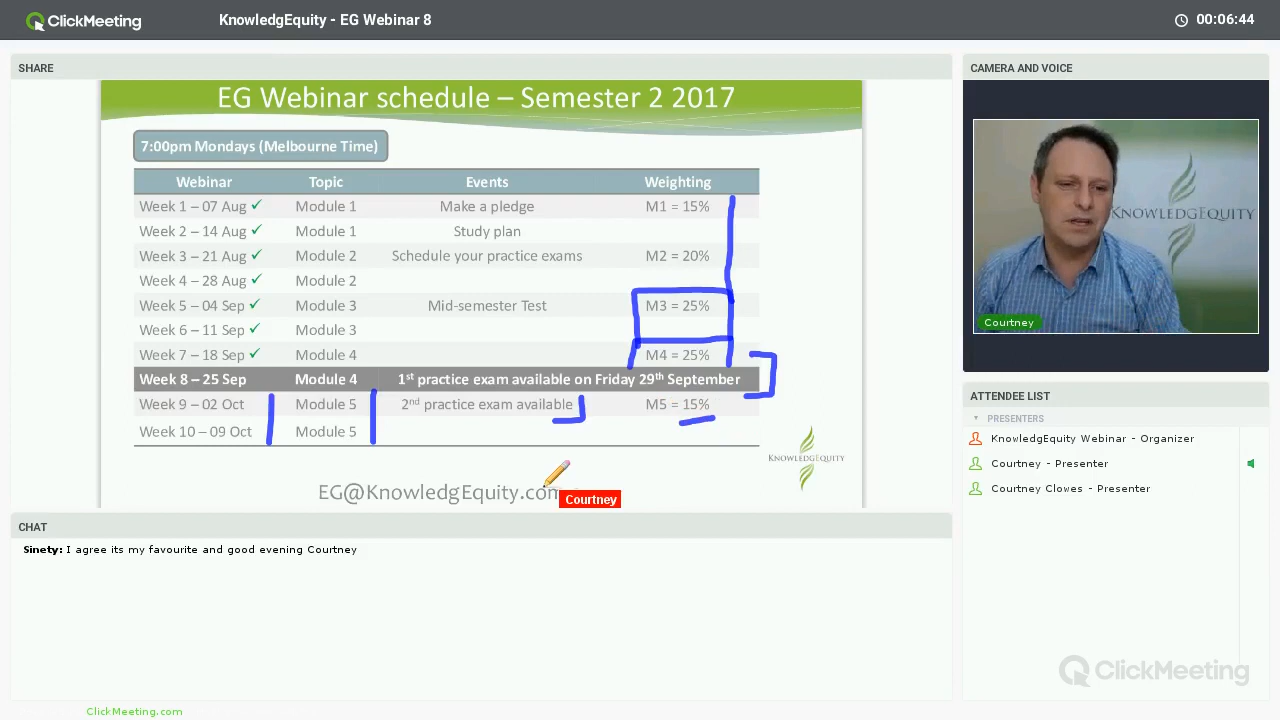 ClickMeeting
KnowledgEquity - EG Webinar 8
00:06:44
SHARE
EG Webinar schedule – Semester 2 2017
7:00pm Mondays (Melbourne Time)
Webinar Topic Events Weighting
Week 1 – 07 Aug ✓ Module 1 Make a pledge M1 = 15%
Week 2 – 14 Aug ✓ Module 1 Study plan
Week 3 – 21 Aug ✓ Module 2 Schedule your practice exams M2 = 20%
Week 4 – 28 Aug ✓ Module 2
Week 5 – 04 Sep ✓ Module 3 Mid-semester Test M3 = 25%
Week 6 – 11 Sep ✓ Module 3
Week 7 – 18 Sep ✓ Module 4 M4 = 25%
Week 8 – 25 Sep Module 4 1st practice exam available on Friday 29th September
Week 9 – 02 Oct Module 5 2nd practice exam available M5 = 15%
Week 10 – 09 Oct Module 5
KNOWLEDGEQUITY
EG@KnowledgEquity.com
Courtney
CAMERA AND VOICE
KNOWLEDGEQUITY
Courtney
ATTENDEE LIST
PRESENTERS
KnowledgEquity Webinar - Organizer
Courtney - Presenter
Courtney Clowes - Presenter
CHAT
Sinety: I agree its my favourite and good evening Courtney
ClickMeeting
ClickMeeting.com